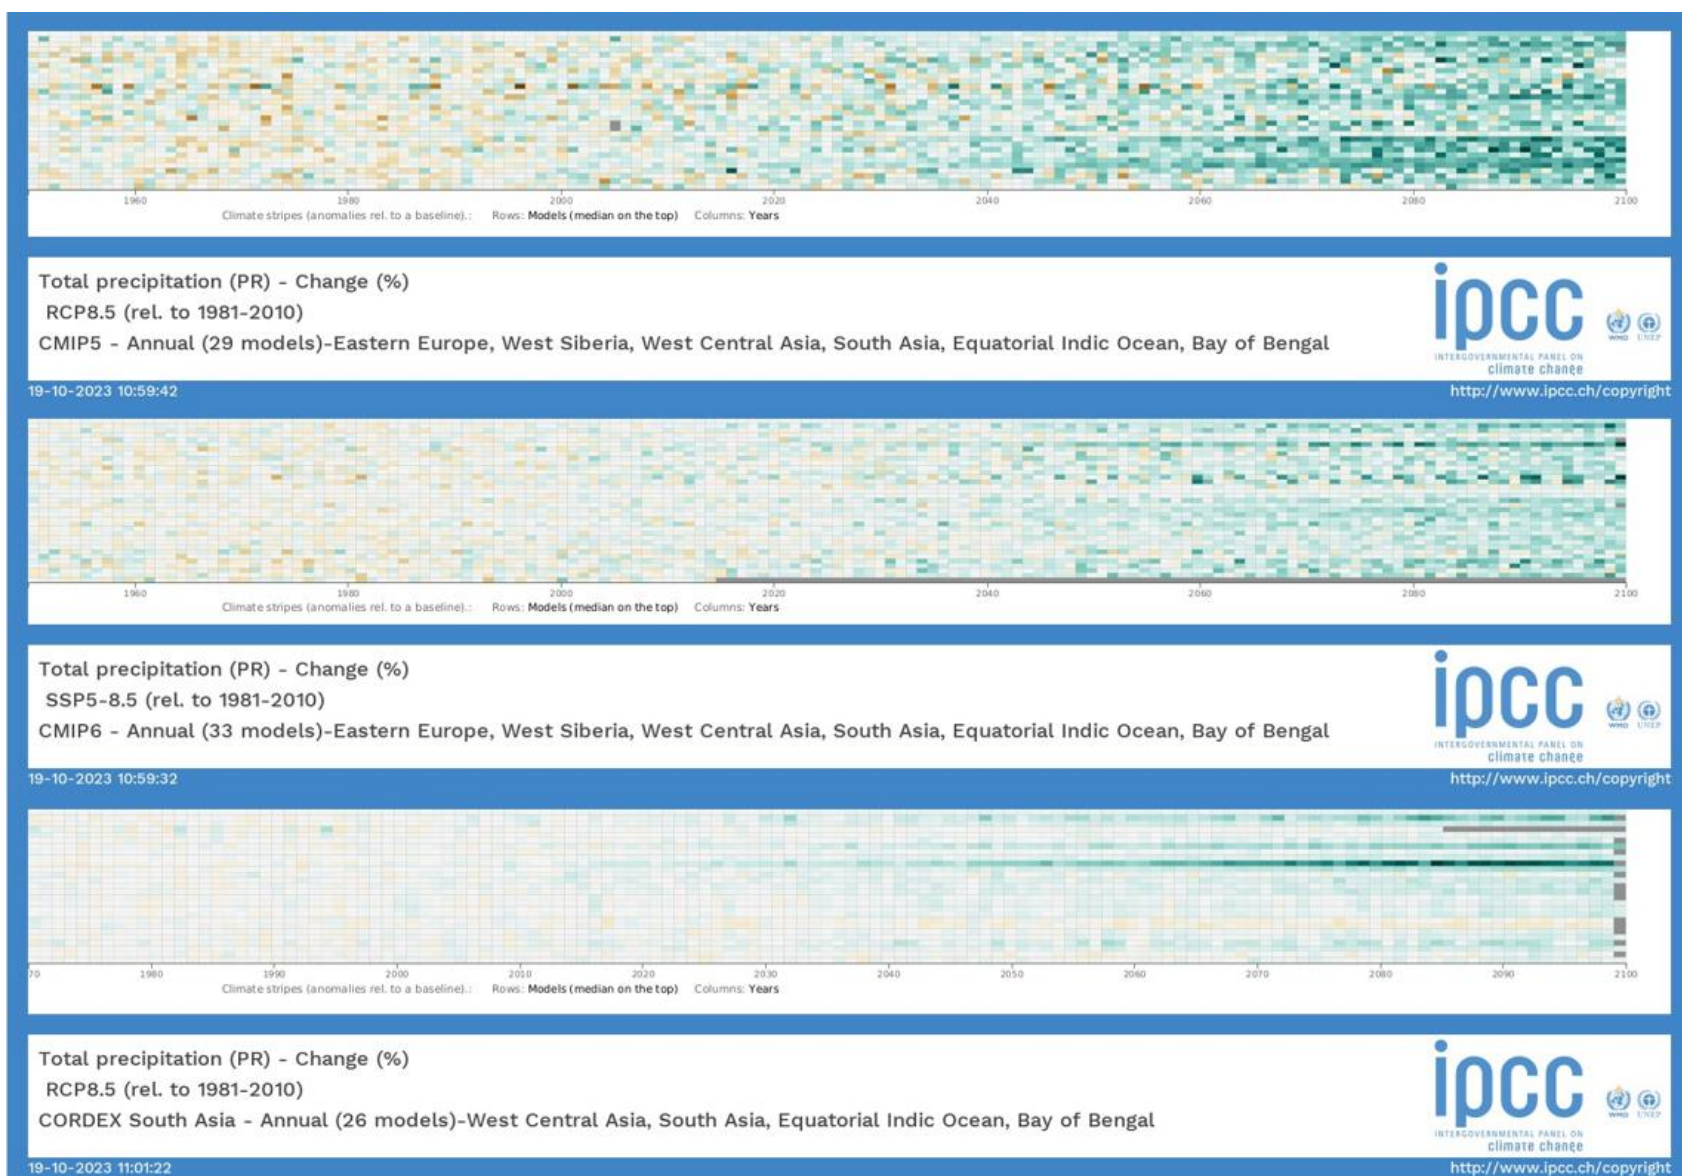 1960 1980 2000 2020 2040 2060 2080 2100
Climate stripes (anomalies rel. to a baseline).: Rows: Models (median on the top) Columns: Years
Total precipitation (PR) - Change (%)
RCP8.5 (rel. to 1981-2010)
CMIP5 - Annual (29 models)-Eastern Europe, West Siberia, West Central Asia, South Asia, Equatorial Indic Ocean, Bay of Bengal
ipcc
INTERGOVERNMENTAL PANEL ON
climate change
WMO UNEP
19-10-2023 10:59:42
http://www.ipcc.ch/copyright
1960 1980 2000 2020 2040 2060 2080 2100
Climate stripes (anomalies rel. to a baseline).: Rows: Models (median on the top) Columns: Years
Total precipitation (PR) - Change (%)
SSP5-8.5 (rel. to 1981-2010)
CMIP6 - Annual (33 models)-Eastern Europe, West Siberia, West Central Asia, South Asia, Equatorial Indic Ocean, Bay of Bengal
ipcc
INTERGOVERNMENTAL PANEL ON
climate change
WMO UNEP
19-10-2023 10:59:32
http://www.ipcc.ch/copyright
70 1980 1990 2000 2010 2020 2030 2040 2050 2060 2070 2080 2090 2100
Climate stripes (anomalies rel. to a baseline).: Rows: Models (median on the top) Columns: Years
Total precipitation (PR) - Change (%)
RCP8.5 (rel. to 1981-2010)
CORDEX South Asia - Annual (26 models)-West Central Asia, South Asia, Equatorial Indic Ocean, Bay of Bengal
ipcc
INTERGOVERNMENTAL PANEL ON
climate change
WMO UNEP
19-10-2023 11:01:22
http://www.ipcc.ch/copyright